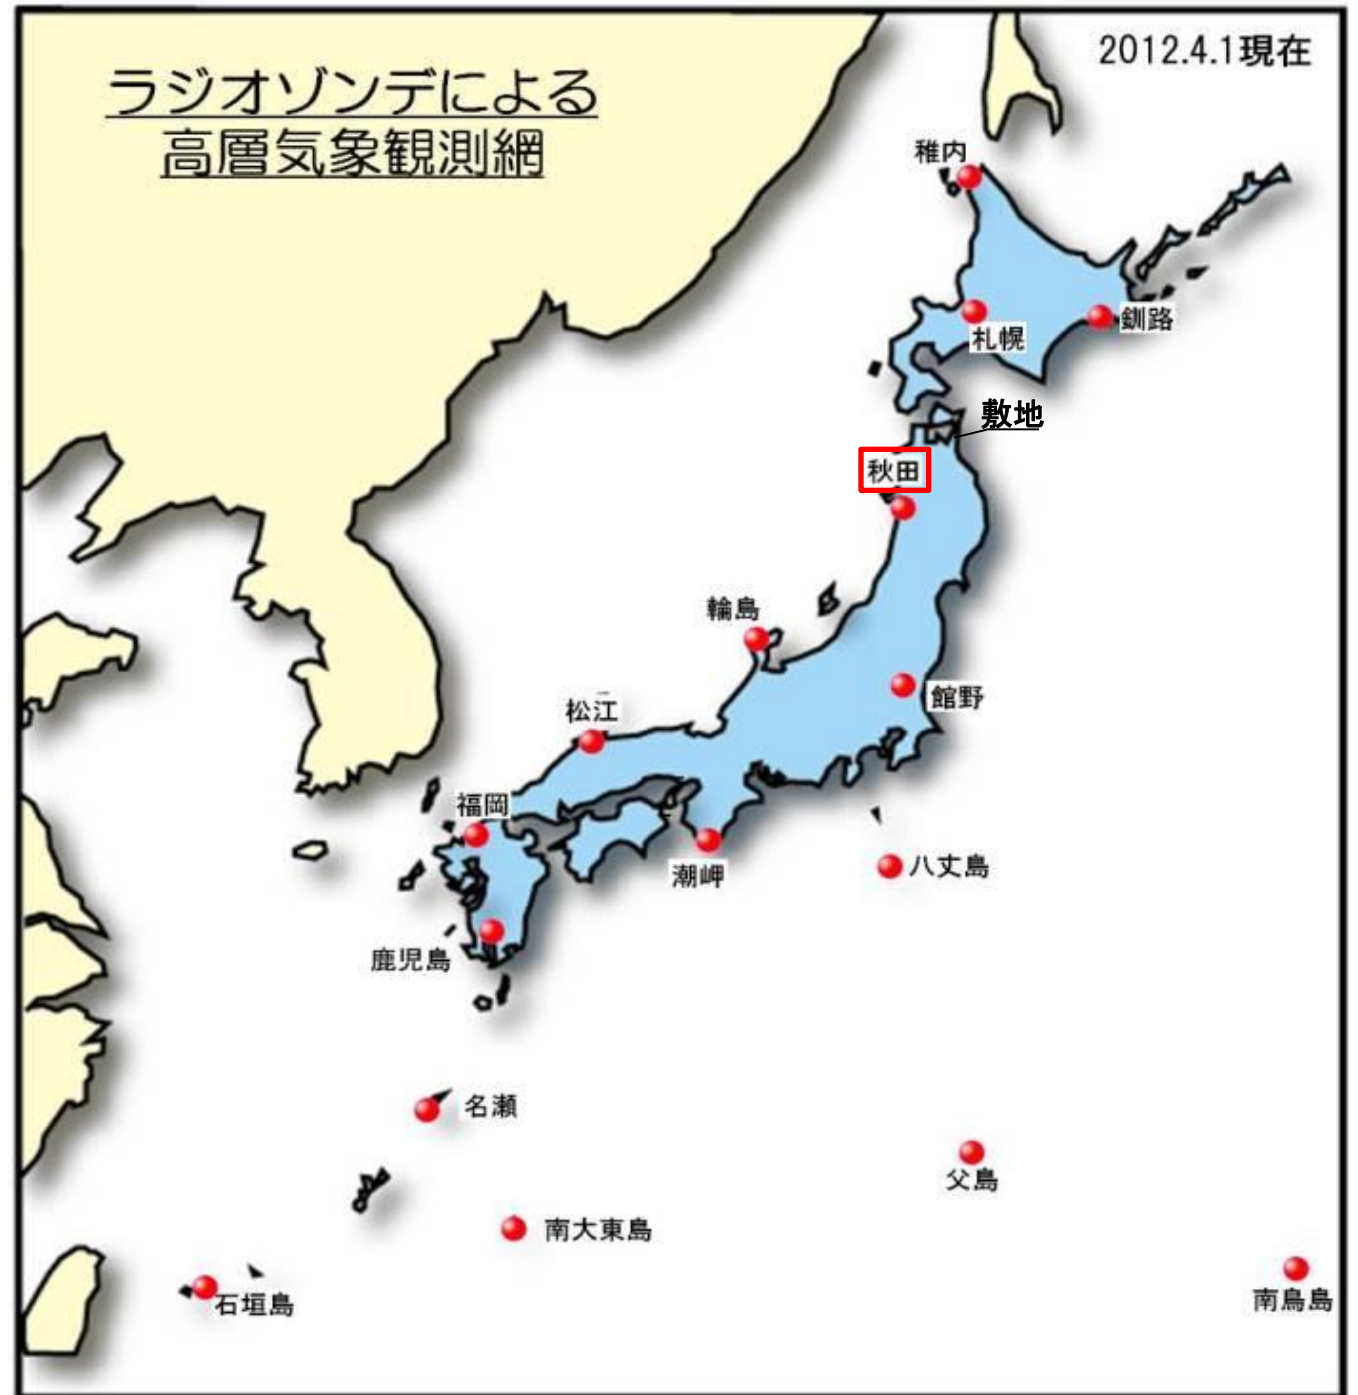 ラジオゾンデによる
高層気象観測網
2012.4.1現在
稚内
札幌
釧路
敷地
秋田
輪島
館野
松江
福岡
潮岬
八丈島
鹿児島
名瀬
父島
南大東島
石垣島
南鳥島